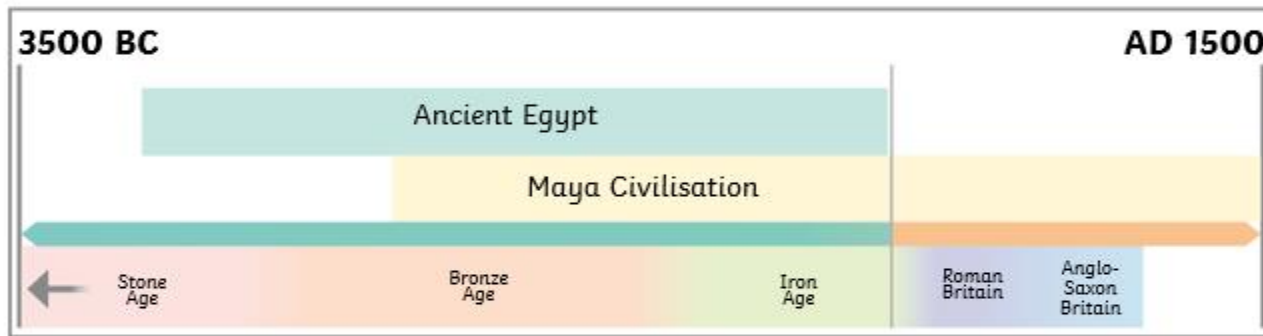 3500 BC
AD 1500
Ancient Egypt
Maya Civilisation
Stone
Age
Bronze
Age
Iron
Age
Roman
Britain
Anglo-
Saxon
Britain